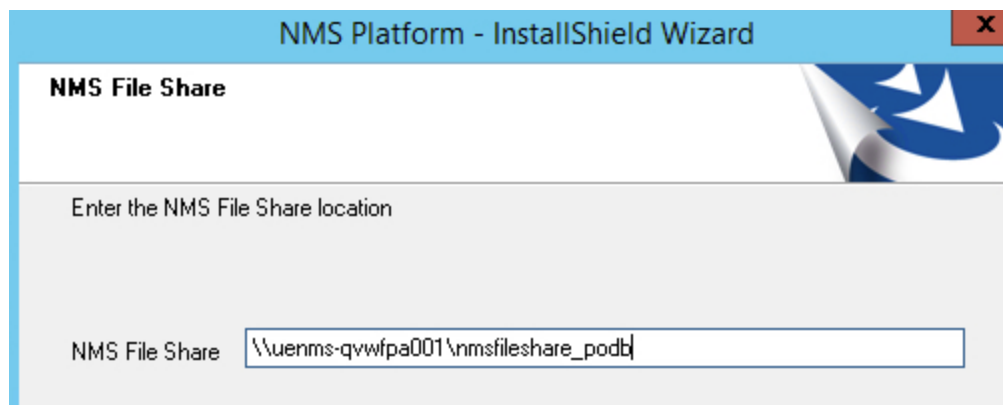 NMS Platform - InstallShield Wizard
x
NMS File Share
Enter the NMS File Share location
NMS File Share \\uenms-qvwfpa001\nmsfileshare_podb